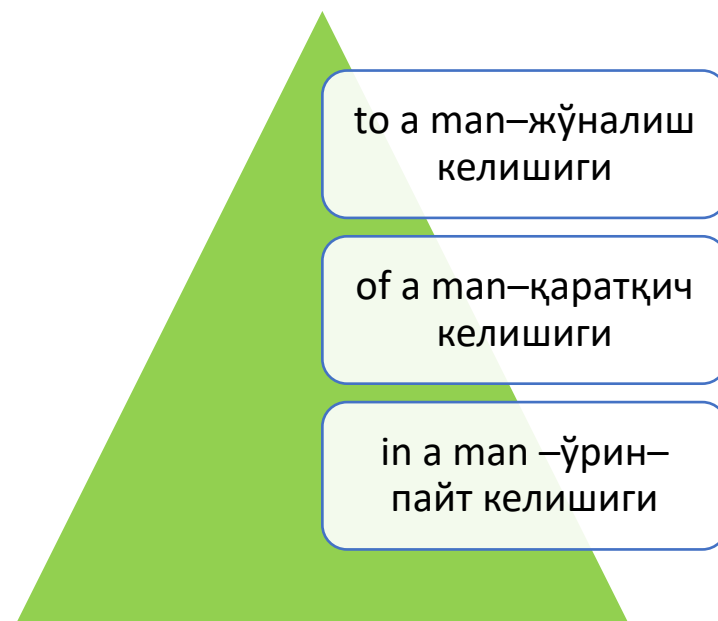 to a man–жўналиш
келишиги
of a man–қаратқич
келишиги
in a man –ўрин–
пайт келишиги